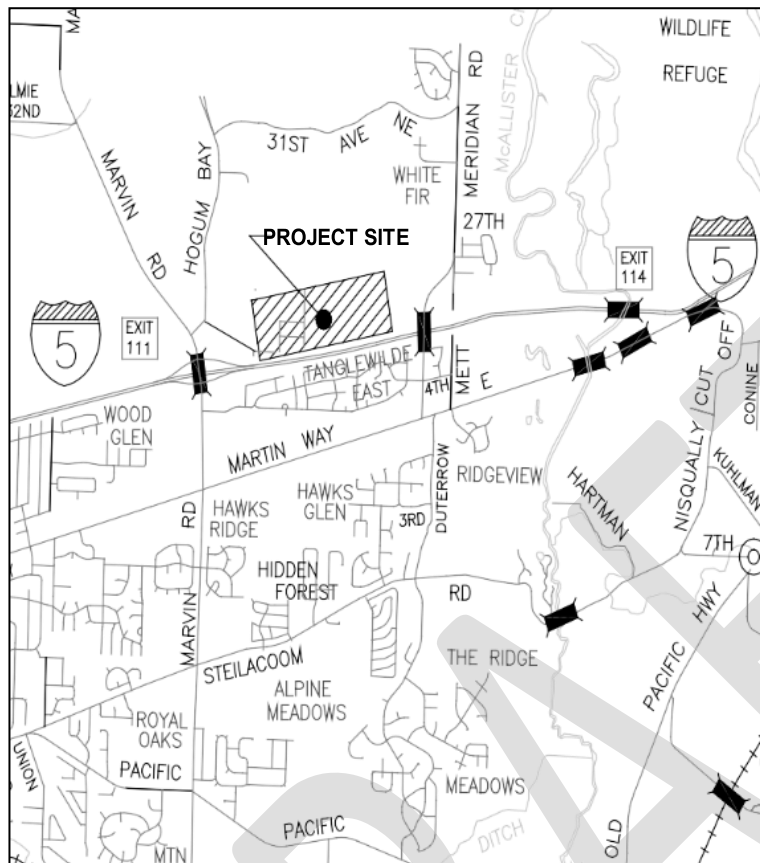 MA
WILDLIFE
REFUGE
LMIE
32ND
31ST AVE NE
MERIDIAN RD
McALLISTER
WHITE
FIR
MARVIN
RD
HOGUM BAY
27TH
PROJECT SITE
EXIT
114
5
5
EXIT
111
TANGLEWILDE
EAST
4TH
METT
E
NISQUALLY CUT OFF
CONINE
WOOD
GLEN
MARTIN WAY
RIDGEVIEW
DUTERROW
KUHLMAN
HARTMAN
HAWKS
RIDGE
HAWKS
GLEN
3RD
7TH
MARVIN RD
HIDDEN
FOREST
RD
STEILACOOM
THE RIDGE
OLD PACIFIC HWY
ALPINE
MEADOWS
ROYAL
OAKS
UNION
PACIFIC
MEADOWS
PACIFIC
DITCH
MTN